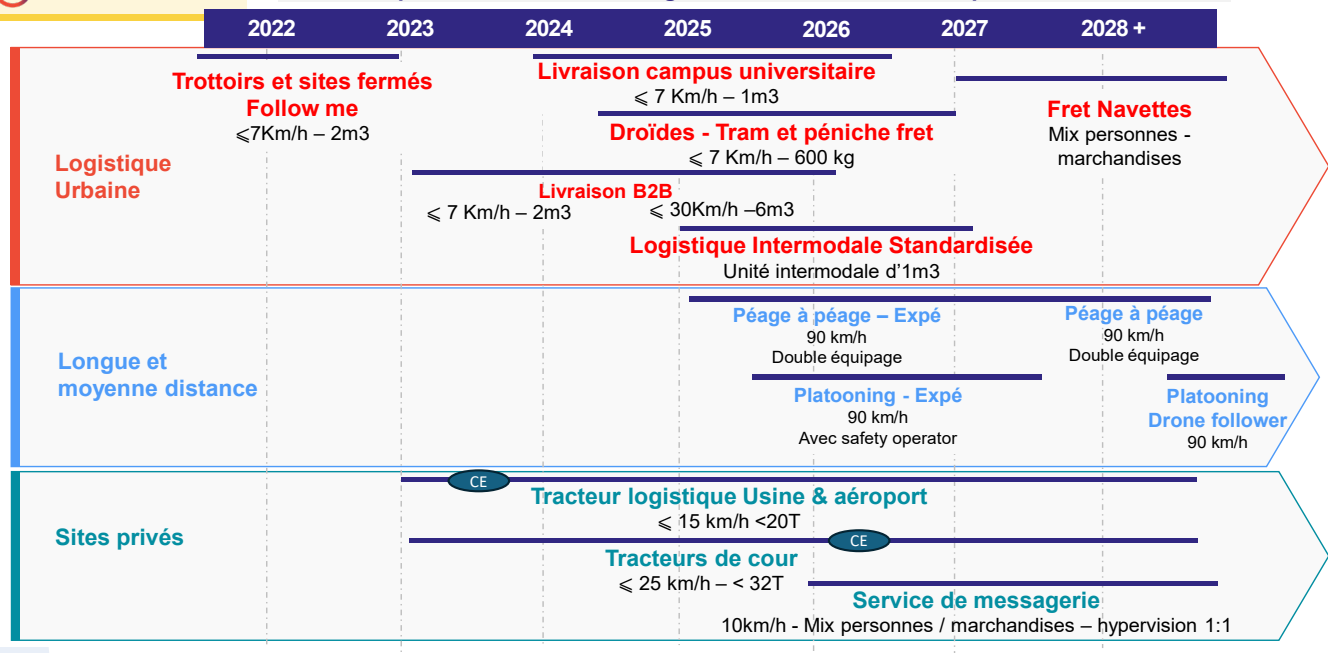 2022 2023 2024 2025 2026 2027 2028 +
Logistique
Urbaine
Trottoirs et sites fermés
Follow me
⩽7Km/h – 2m3
Livraison campus universitaire
⩽ 7 Km/h – 1m3
Droïdes - Tram et péniche fret
⩽ 7 Km/h – 600 kg
Fret Navettes
Mix personnes -
marchandises
Livraison B2B
⩽ 7 Km/h – 2m3 ⩽ 30Km/h –6m3
Logistique Intermodale Standardisée
Unité intermodale d’1m3
Longue et
moyenne distance
Péage à péage – Expé
90 km/h
Double équipage
Péage à péage
90 km/h
Double équipage
Platooning - Expé
90 km/h
Avec safety operator
Platooning
Drone follower
90 km/h
Sites privés
CE
Tracteur logistique Usine & aéroport
⩽ 15 km/h <20T
CE
Tracteurs de cour
⩽ 25 km/h – < 32T
Service de messagerie
10km/h - Mix personnes / marchandises – hypervision 1:1